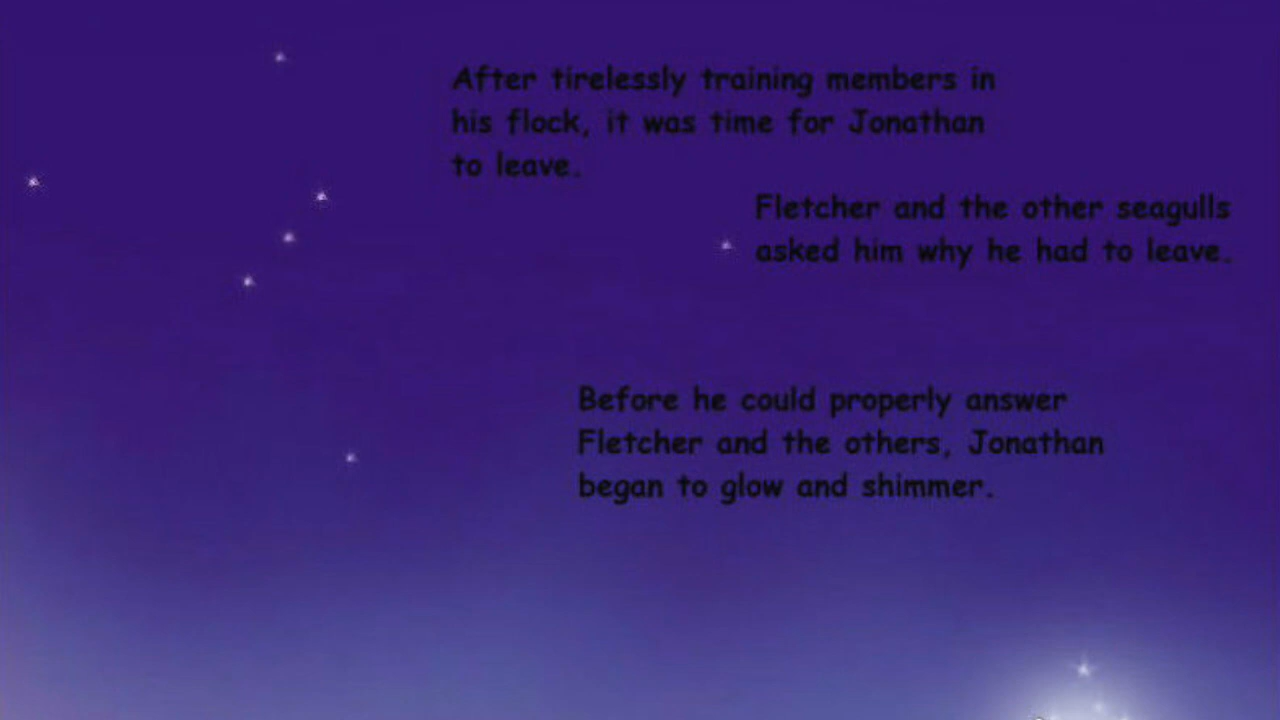 After tirelessly training members in
his flock, it was time for Jonathan
to leave.
Fletcher and the other seagulls
asked him why he had to leave.
Before he could properly answer
Fletcher and the others, Jonathan
began to glow and shimmer.